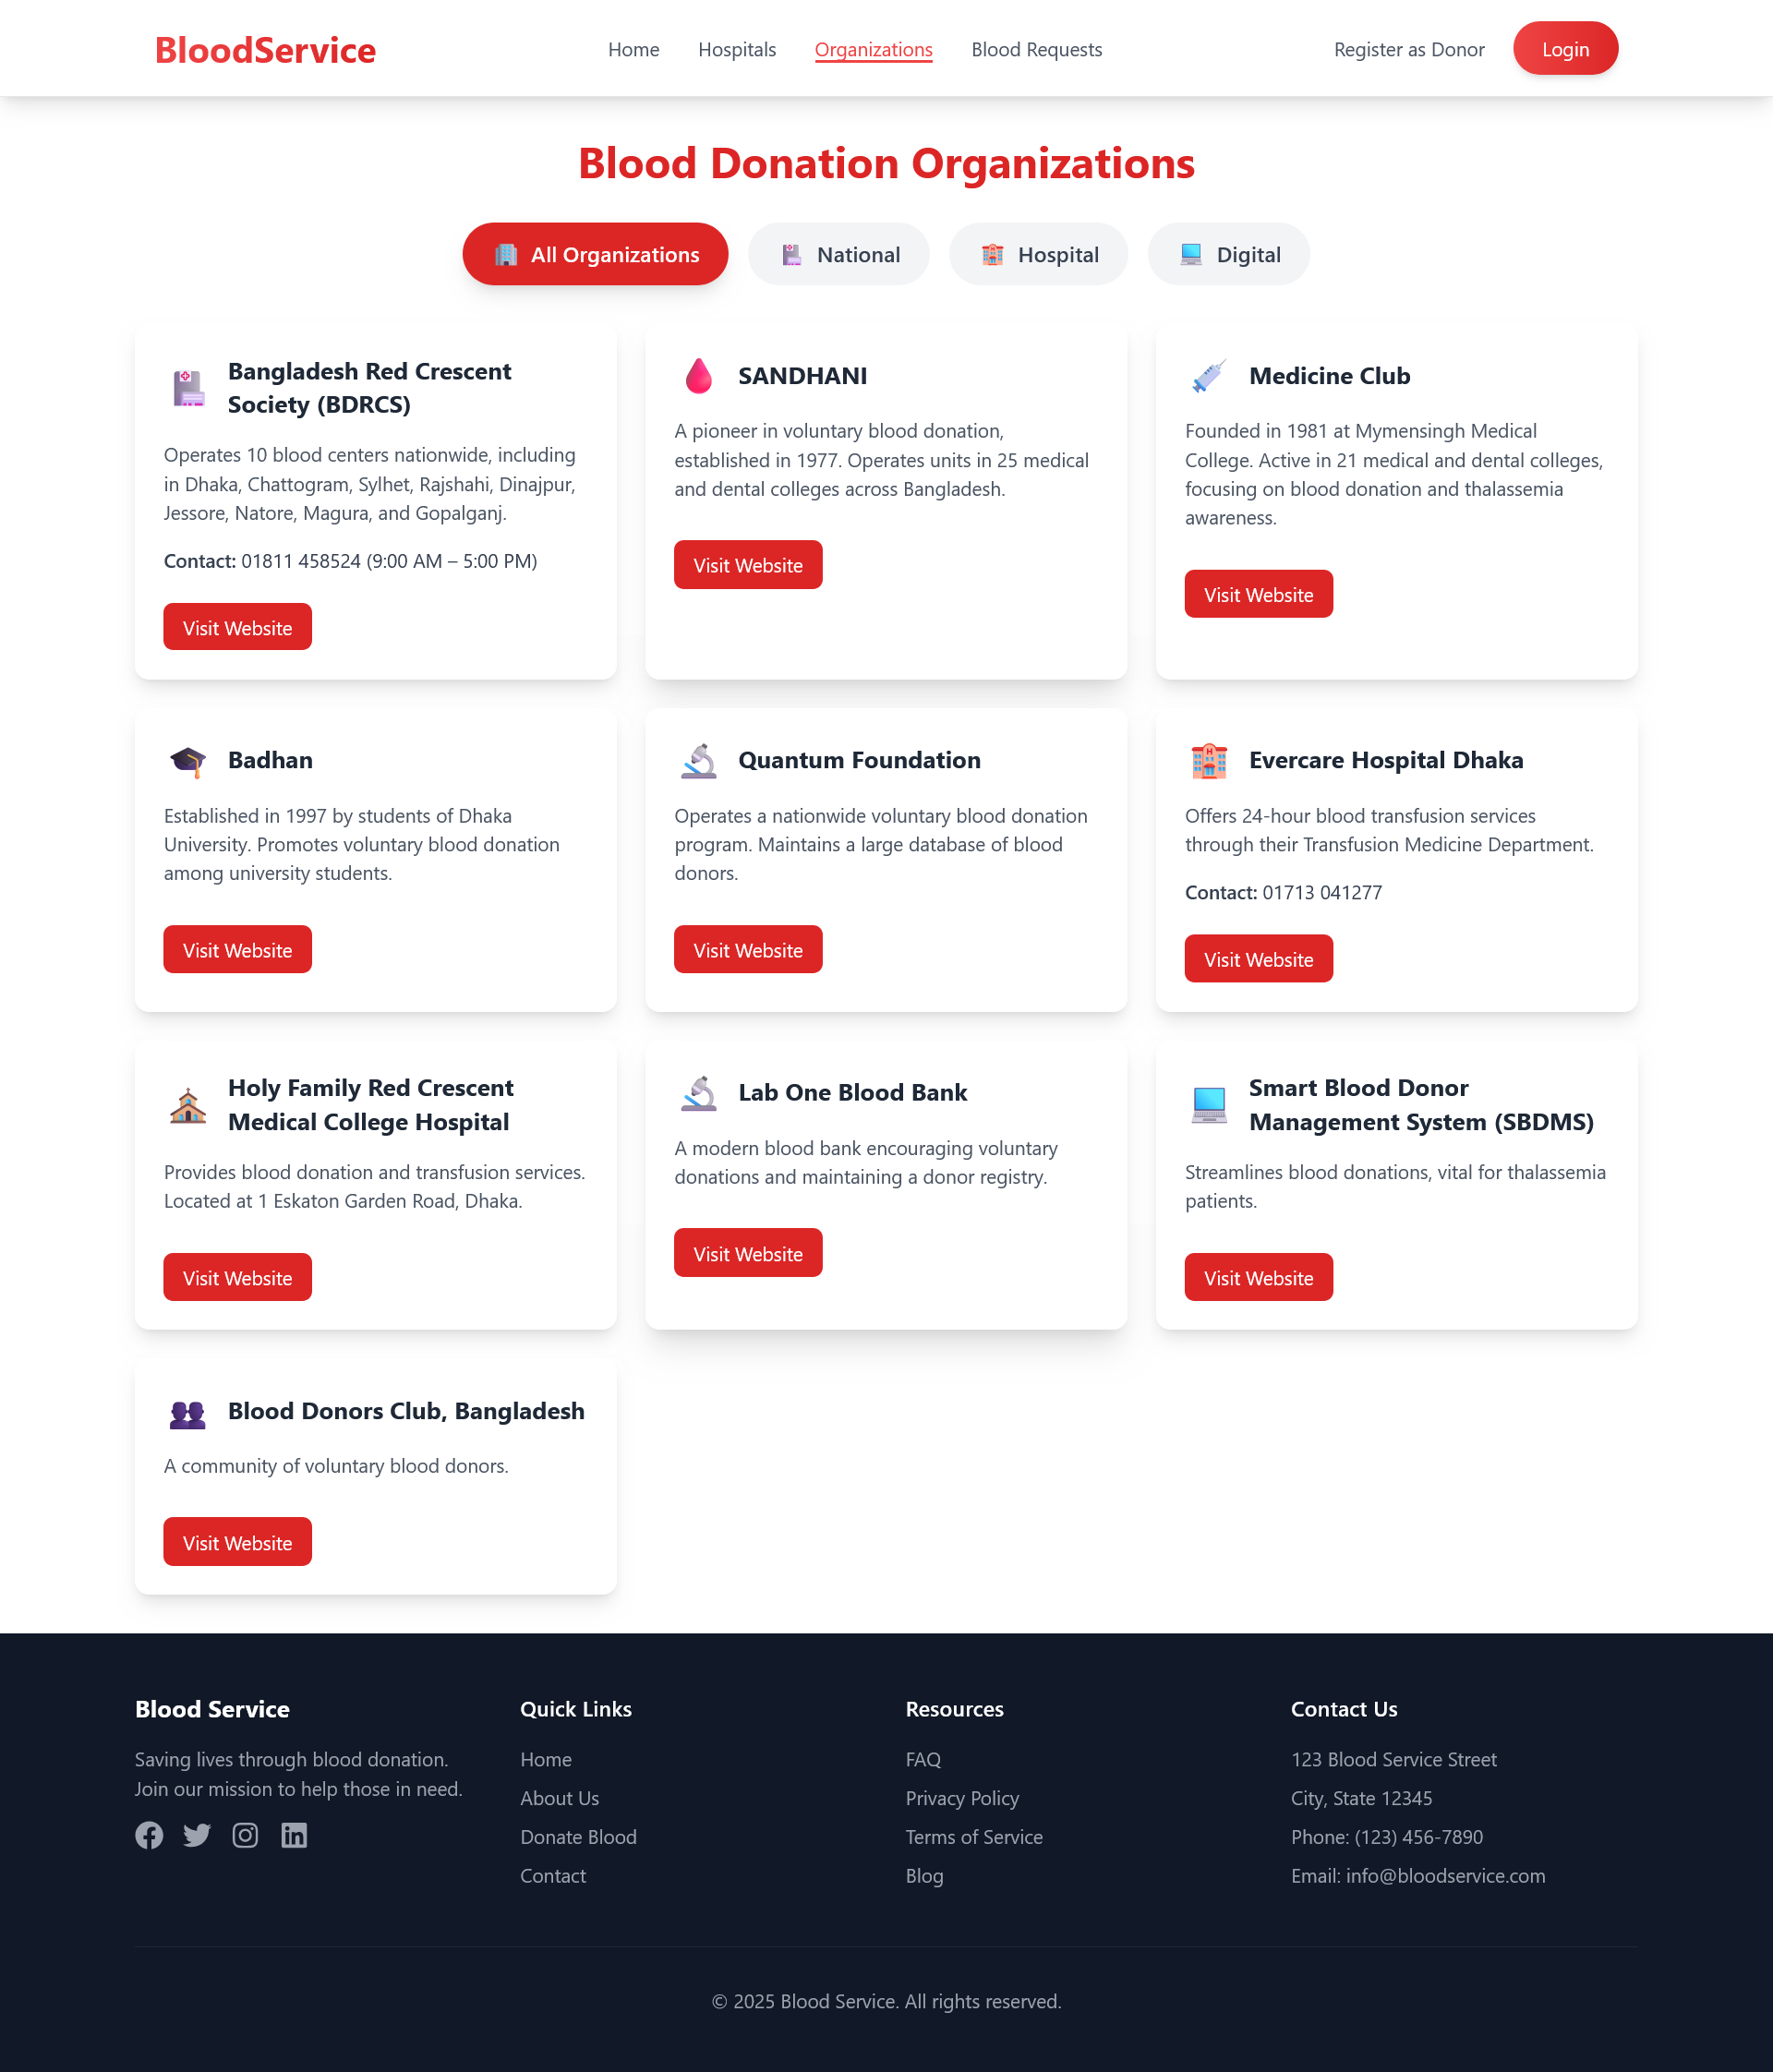 BloodService
Home
Hospitals
Organizations
Blood Requests
Register as Donor
Login
Blood Donation Organizations
All Organizations
National
Hospital
Digital
Bangladesh Red Crescent
Society (BDRCS)
Operates 10 blood centers nationwide, including
in Dhaka, Chattogram, Sylhet, Rajshahi, Dinajpur,
Jessore, Natore, Magura, and Gopalganj.
Contact: 01811 458524 (9:00 AM – 5:00 PM)
Visit Website
SANDHANI
A pioneer in voluntary blood donation,
established in 1977. Operates units in 25 medical
and dental colleges across Bangladesh.
Visit Website
Medicine Club
Founded in 1981 at Mymensingh Medical
College. Active in 21 medical and dental colleges,
focusing on blood donation and thalassemia
awareness.
Visit Website
Badhan
Established in 1997 by students of Dhaka
University. Promotes voluntary blood donation
among university students.
Visit Website
Quantum Foundation
Operates a nationwide voluntary blood donation
program. Maintains a large database of blood
donors.
Visit Website
Evercare Hospital Dhaka
Offers 24-hour blood transfusion services
through their Transfusion Medicine Department.
Contact: 01713 041277
Visit Website
Holy Family Red Crescent
Medical College Hospital
Provides blood donation and transfusion services.
Located at 1 Eskaton Garden Road, Dhaka.
Visit Website
Lab One Blood Bank
A modern blood bank encouraging voluntary
donations and maintaining a donor registry.
Visit Website
Smart Blood Donor
Management System (SBDMS)
Streamlines blood donations, vital for thalassemia
patients.
Visit Website
Blood Donors Club, Bangladesh
A community of voluntary blood donors.
Visit Website
Blood Service
Saving lives through blood donation.
Join our mission to help those in need.
Quick Links
Home
About Us
Donate Blood
Contact
Resources
FAQ
Privacy Policy
Terms of Service
Blog
Contact Us
123 Blood Service Street
City, State 12345
Phone: (123) 456-7890
Email: info@bloodservice.com
© 2025 Blood Service. All rights reserved.